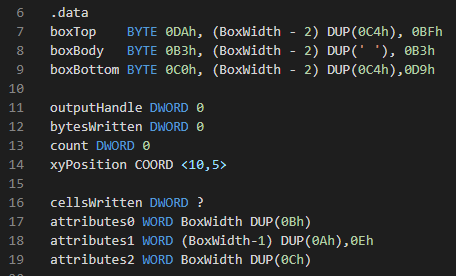 6 .data
7 boxTop    BYTE 0DAh, (BoxWidth - 2) DUP(0C4h), 0BFh
8 boxBody   BYTE 0B3h, (BoxWidth - 2) DUP(' '), 0B3h
9 boxBottom BYTE 0C0h, (BoxWidth - 2) DUP(0C4h),0D9h
10
11 outputHandle DWORD 0
12 bytesWritten DWORD 0
13 count DWORD 0
14 xyPosition COORD <10,5>
15
16 cellsWritten DWORD ?
17 attributes0 WORD BoxWidth DUP(0Bh)
18 attributes1 WORD (BoxWidth-1) DUP(0Ah),0Eh
19 attributes2 WORD BoxWidth DUP(0Ch)